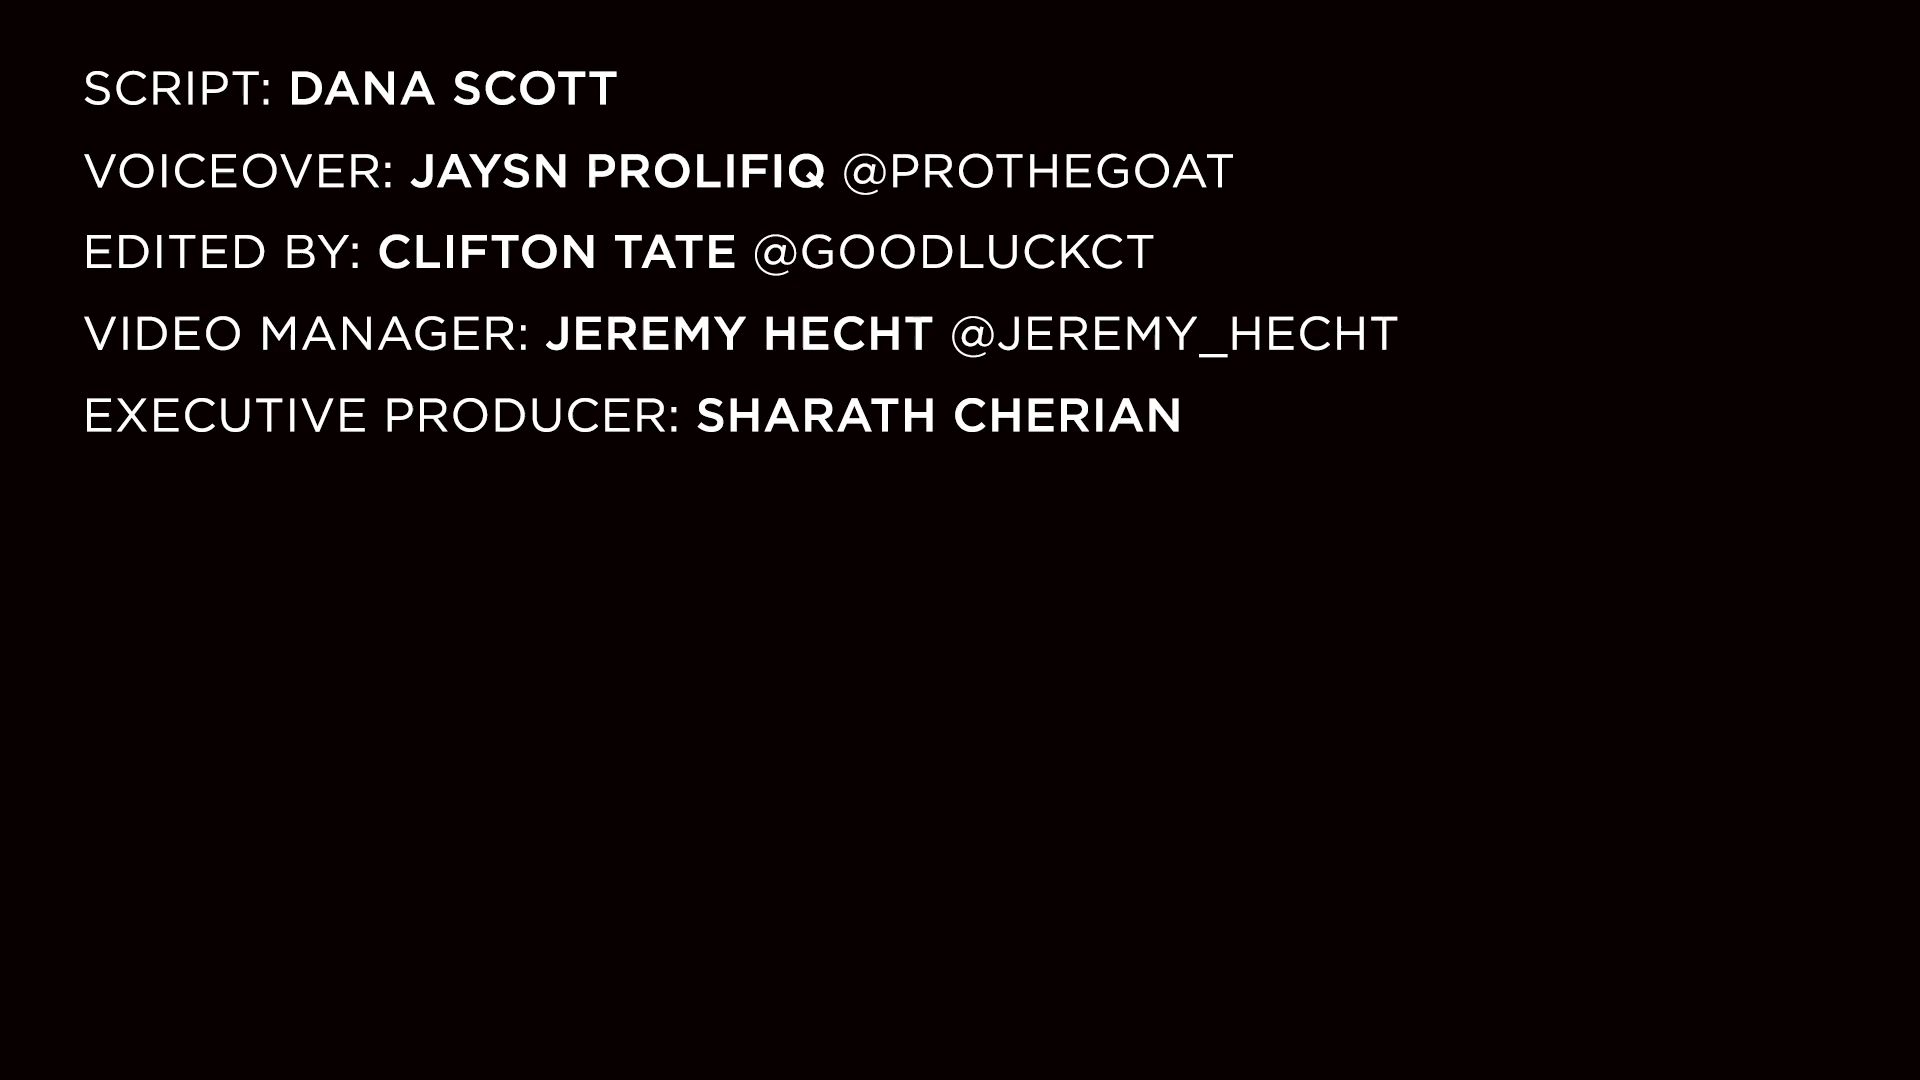 SCRIPT: DANA SCOTT
VOICEOVER: JAYSN PROLIFIQ @PROTHEGOAT
EDITED BY: CLIFTON TATE @GOODLUCKCT
VIDEO MANAGER: JEREMY HECHT @JEREMY_HECHT
EXECUTIVE PRODUCER: SHARATH CHERIAN